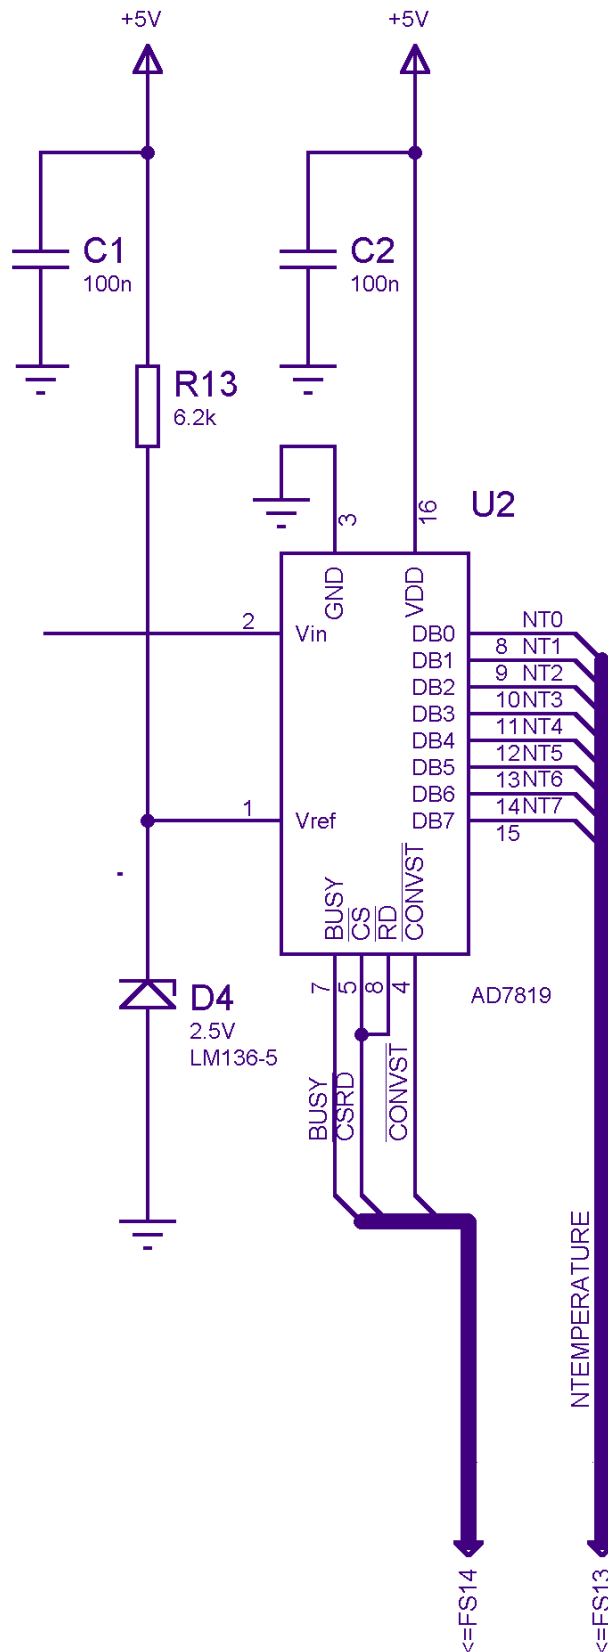 +5V
+5V
C1
100n
C2
100n
R13
6.2k
U2
3
16
GND
VDD
2
Vin
DB0
NT0
DB1
8
NT1
DB2
9
NT2
DB3
10
NT3
DB4
11
NT4
DB5
12
NT5
DB6
13
NT6
1
Vref
DB7
14
NT7
15
BUSY
CS
RD
CONVST
7
5
8
4
AD7819
D4
2.5V
LM136-5
BUSY
CSRD
CONVST
NTEMPERATURE
<=FS14
<=FS13